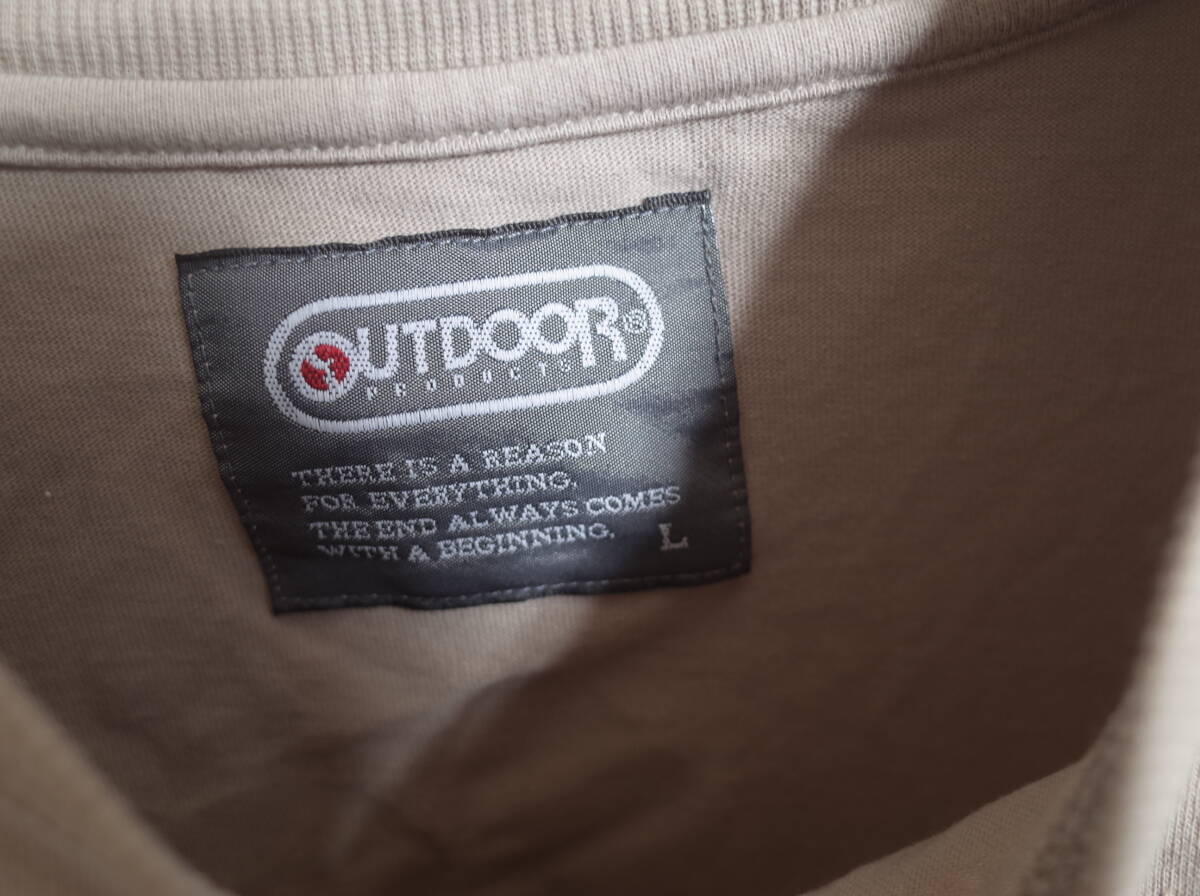 OUTDOOR®
PRODUCTS
THERE IS A REASON
FOR EVERYTHING.
THE END ALWAYS COMES
WITH A BEGINNING.
L